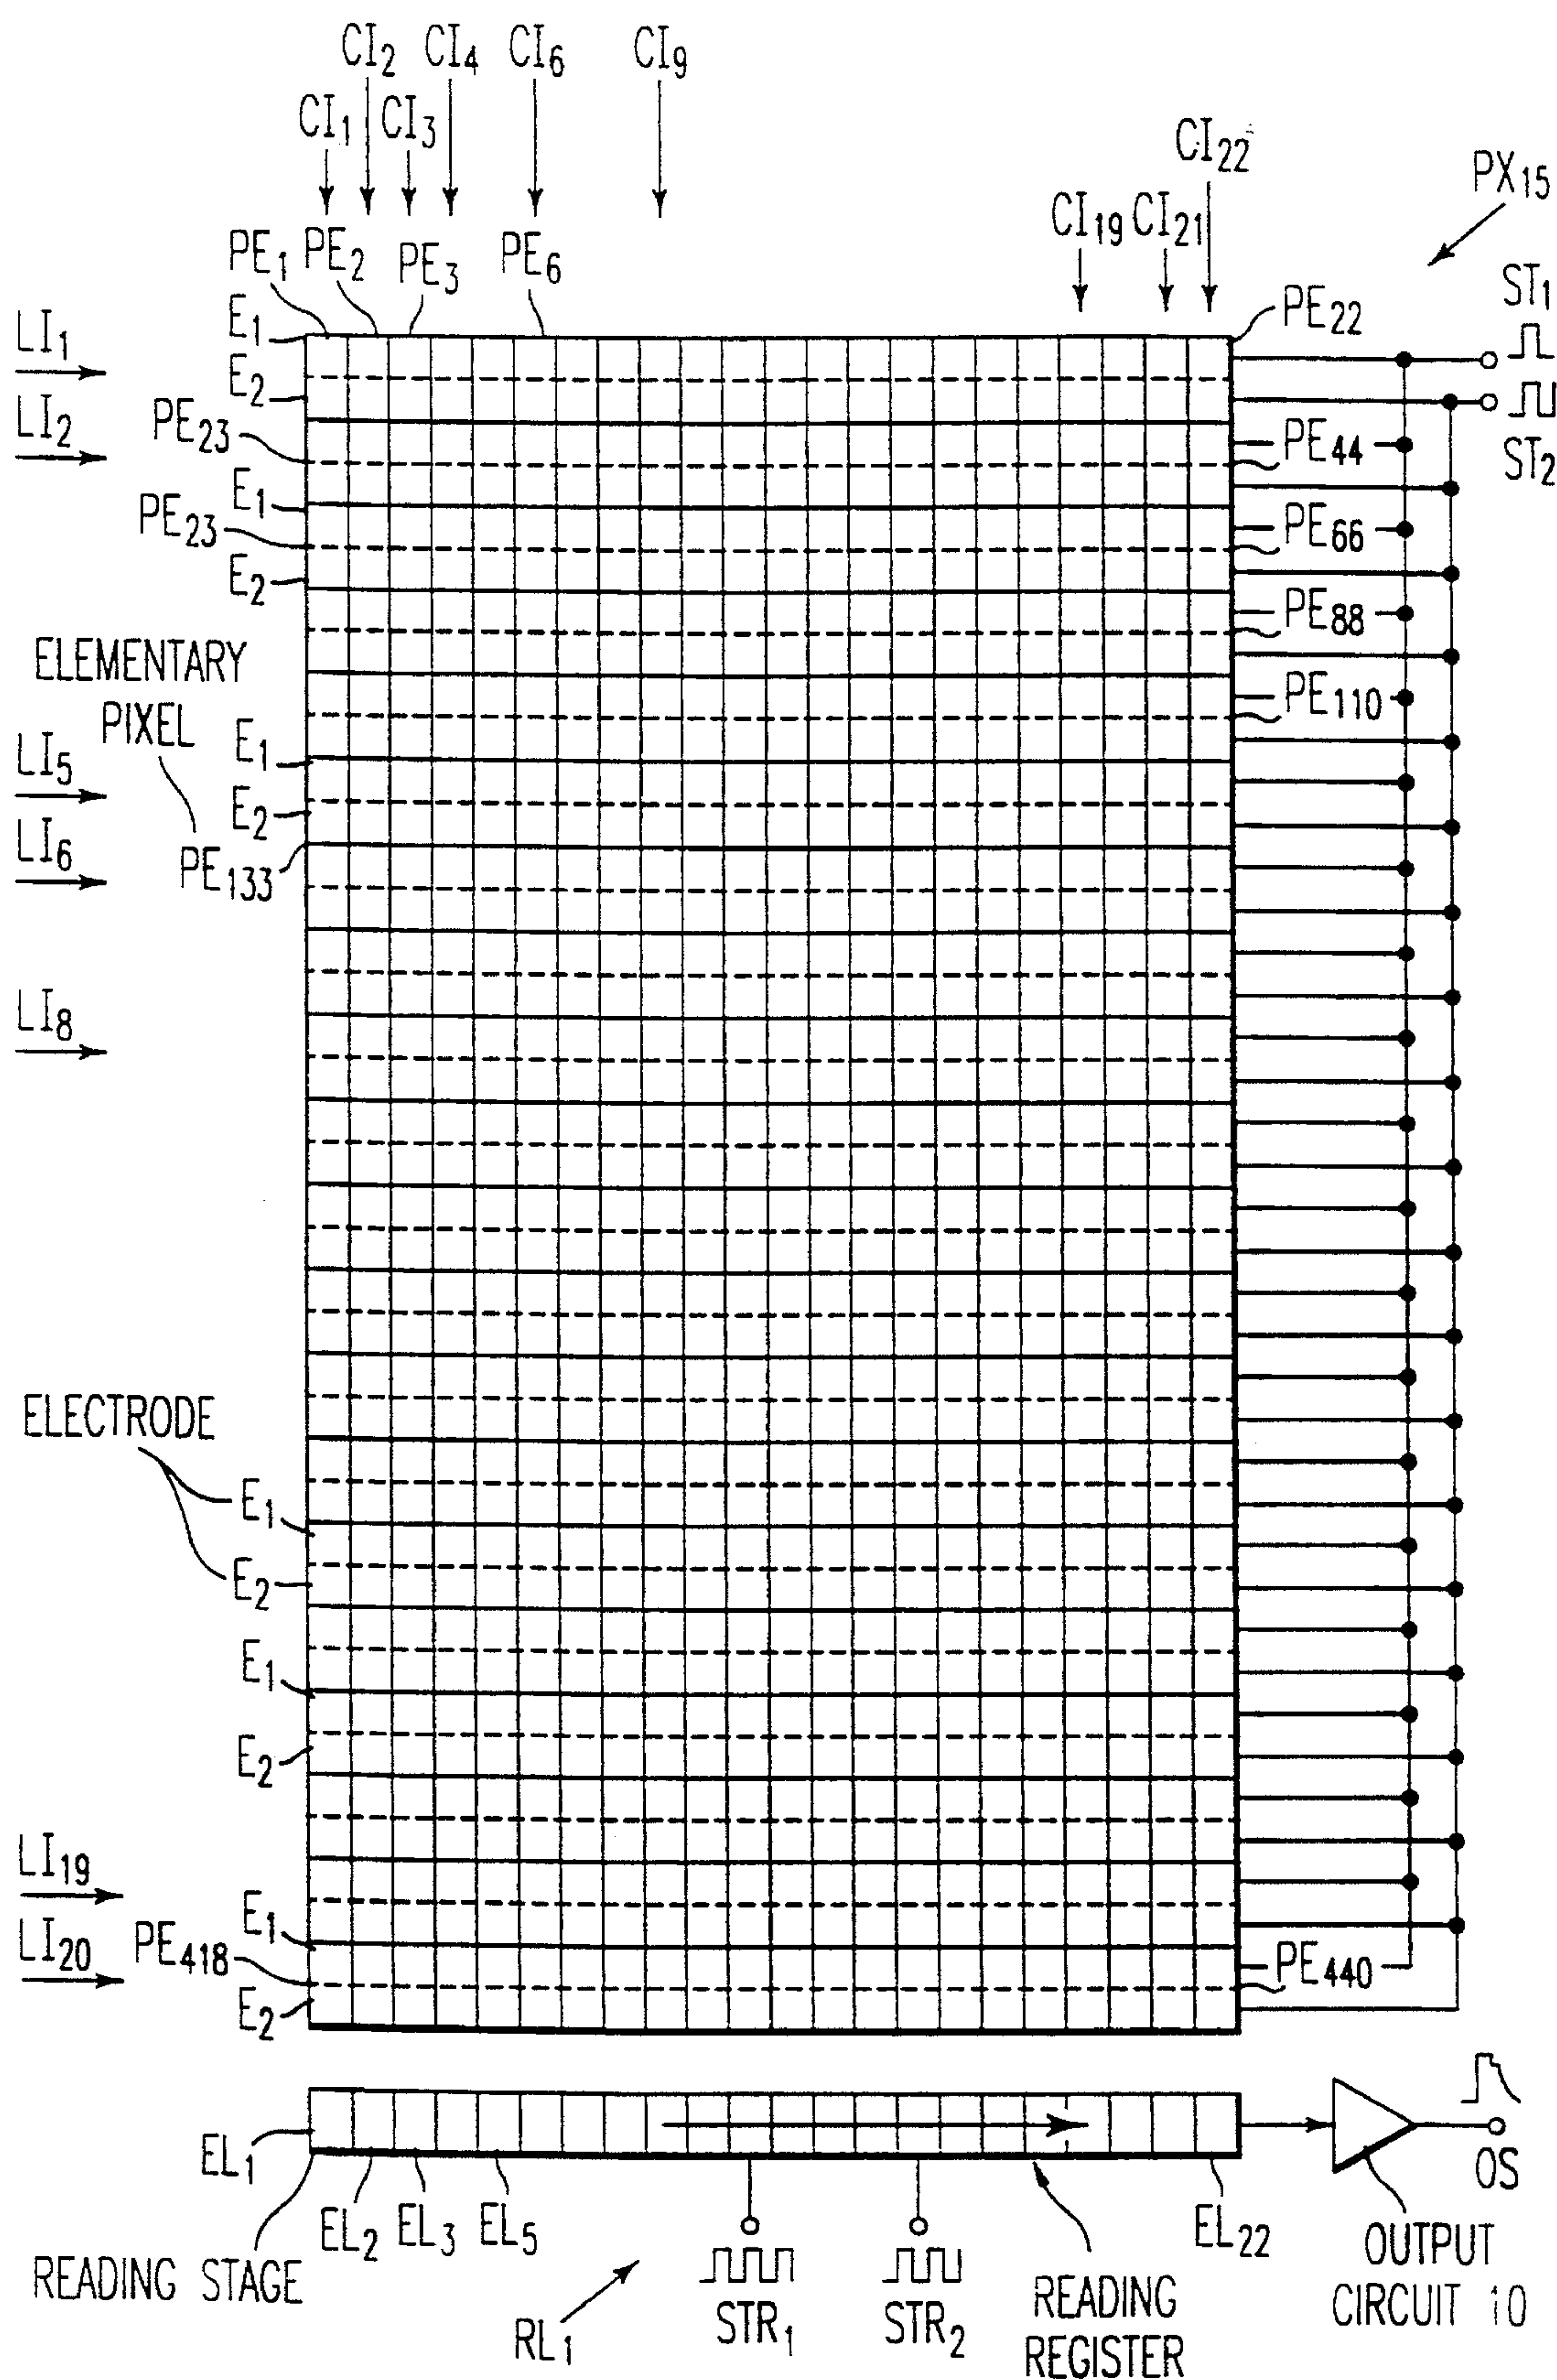 CI₂ CI₄ CI₆ CI₉
CI₁ CI₃
CI₂₂
CI₁₉ CI₂₁
PX₁₅
PE₁ PE₂ PE₃ PE₆
PE₂₂
ST₁
LI₁
E₁
E₂
LI₂
PE₂₃
PE₄₄
ST₂
E₁
PE₂₃
PE₆₆
E₂
PE₈₈
ELEMENTARY
PIXEL
PE₁₁₀
LI₅
E₁
E₂
LI₆
PE₁₃₃
LI₈
ELECTRODE
E₁
E₂
E₁
E₂
LI₁₉
E₁
LI₂₀
PE₄₁₈
PE₄₄₀
E₂
EL₁
EL₂ EL₃ EL₅
EL₂₂
OS
READING STAGE
RL₁
STR₁
STR₂
READING
REGISTER
OUTPUT
CIRCUIT 10